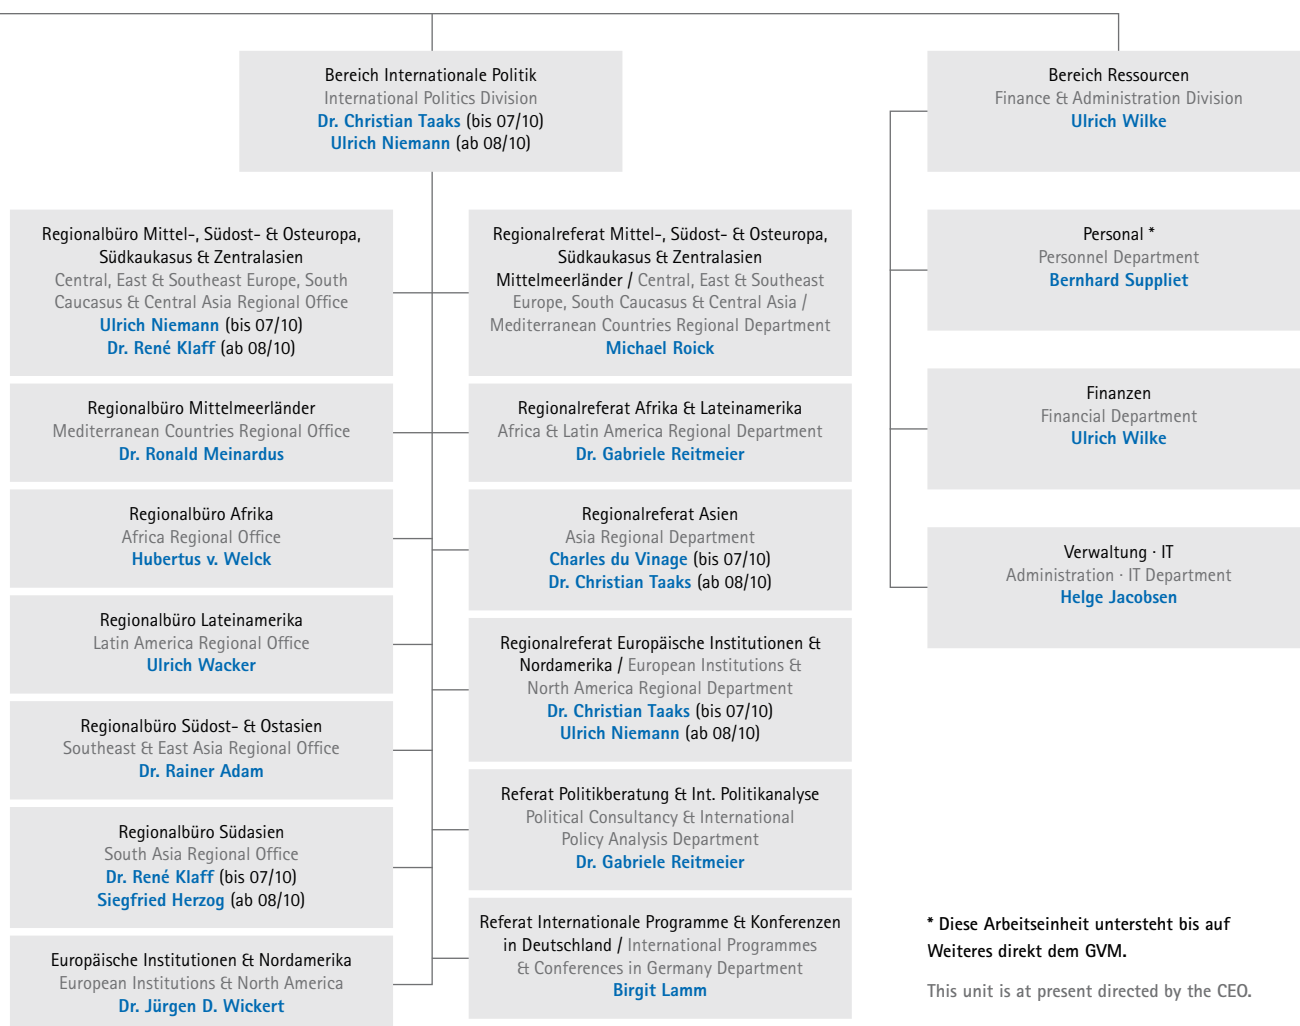 Bereich Internationale Politik
International Politics Division
Dr. Christian Taaks (bis 07/10)
Ulrich Niemann (ab 08/10)
Bereich Ressourcen
Finance & Administration Division
Ulrich Wilke
Regionalbüro Mittel-, Südost- & Osteuropa,
Südkaukasus & Zentralasien
Central, East & Southeast Europe, South
Caucasus & Central Asia Regional Office
Ulrich Niemann (bis 07/10)
Dr. René Klaff (ab 08/10)
Regionalbüro Mittelmeerländer
Mediterranean Countries Regional Office
Dr. Ronald Meinardus
Regionalbüro Afrika
Africa Regional Office
Hubertus v. Welck
Regionalbüro Lateinamerika
Latin America Regional Office
Ulrich Wacker
Regionalbüro Südost- & Ostasien
Southeast & East Asia Regional Office
Dr. Rainer Adam
Regionalbüro Südasien
South Asia Regional Office
Dr. René Klaff (bis 07/10)
Siegfried Herzog (ab 08/10)
Europäische Institutionen & Nordamerika
European Institutions & North America
Dr. Jürgen D. Wickert
Regionalreferat Mittel-, Südost- & Osteuropa,
Südkaukasus & Zentralasien
Mittelmeerländer / Central, East & Southeast
Europe, South Caucasus & Central Asia /
Mediterranean Countries Regional Department
Michael Roick
Regionalreferat Afrika & Lateinamerika
Africa & Latin America Regional Department
Dr. Gabriele Reitmeier
Regionalreferat Asien
Asia Regional Department
Charles du Vinage (bis 07/10)
Dr. Christian Taaks (ab 08/10)
Regionalreferat Europäische Institutionen &
Nordamerika / European Institutions &
North America Regional Department
Dr. Christian Taaks (bis 07/10)
Ulrich Niemann (ab 08/10)
Referat Politikberatung & Int. Politikanalyse
Political Consultancy & International
Policy Analysis Department
Dr. Gabriele Reitmeier
Referat Internationale Programme & Konferenzen
in Deutschland / International Programmes
& Conferences in Germany Department
Birgit Lamm
Personal *
Personnel Department
Bernhard Suppliet
Finanzen
Financial Department
Ulrich Wilke
Verwaltung · IT
Administration · IT Department
Helge Jacobsen
* Diese Arbeitseinheit untersteht bis auf
Weiteres direkt dem GVM.
This unit is at present directed by the CEO.